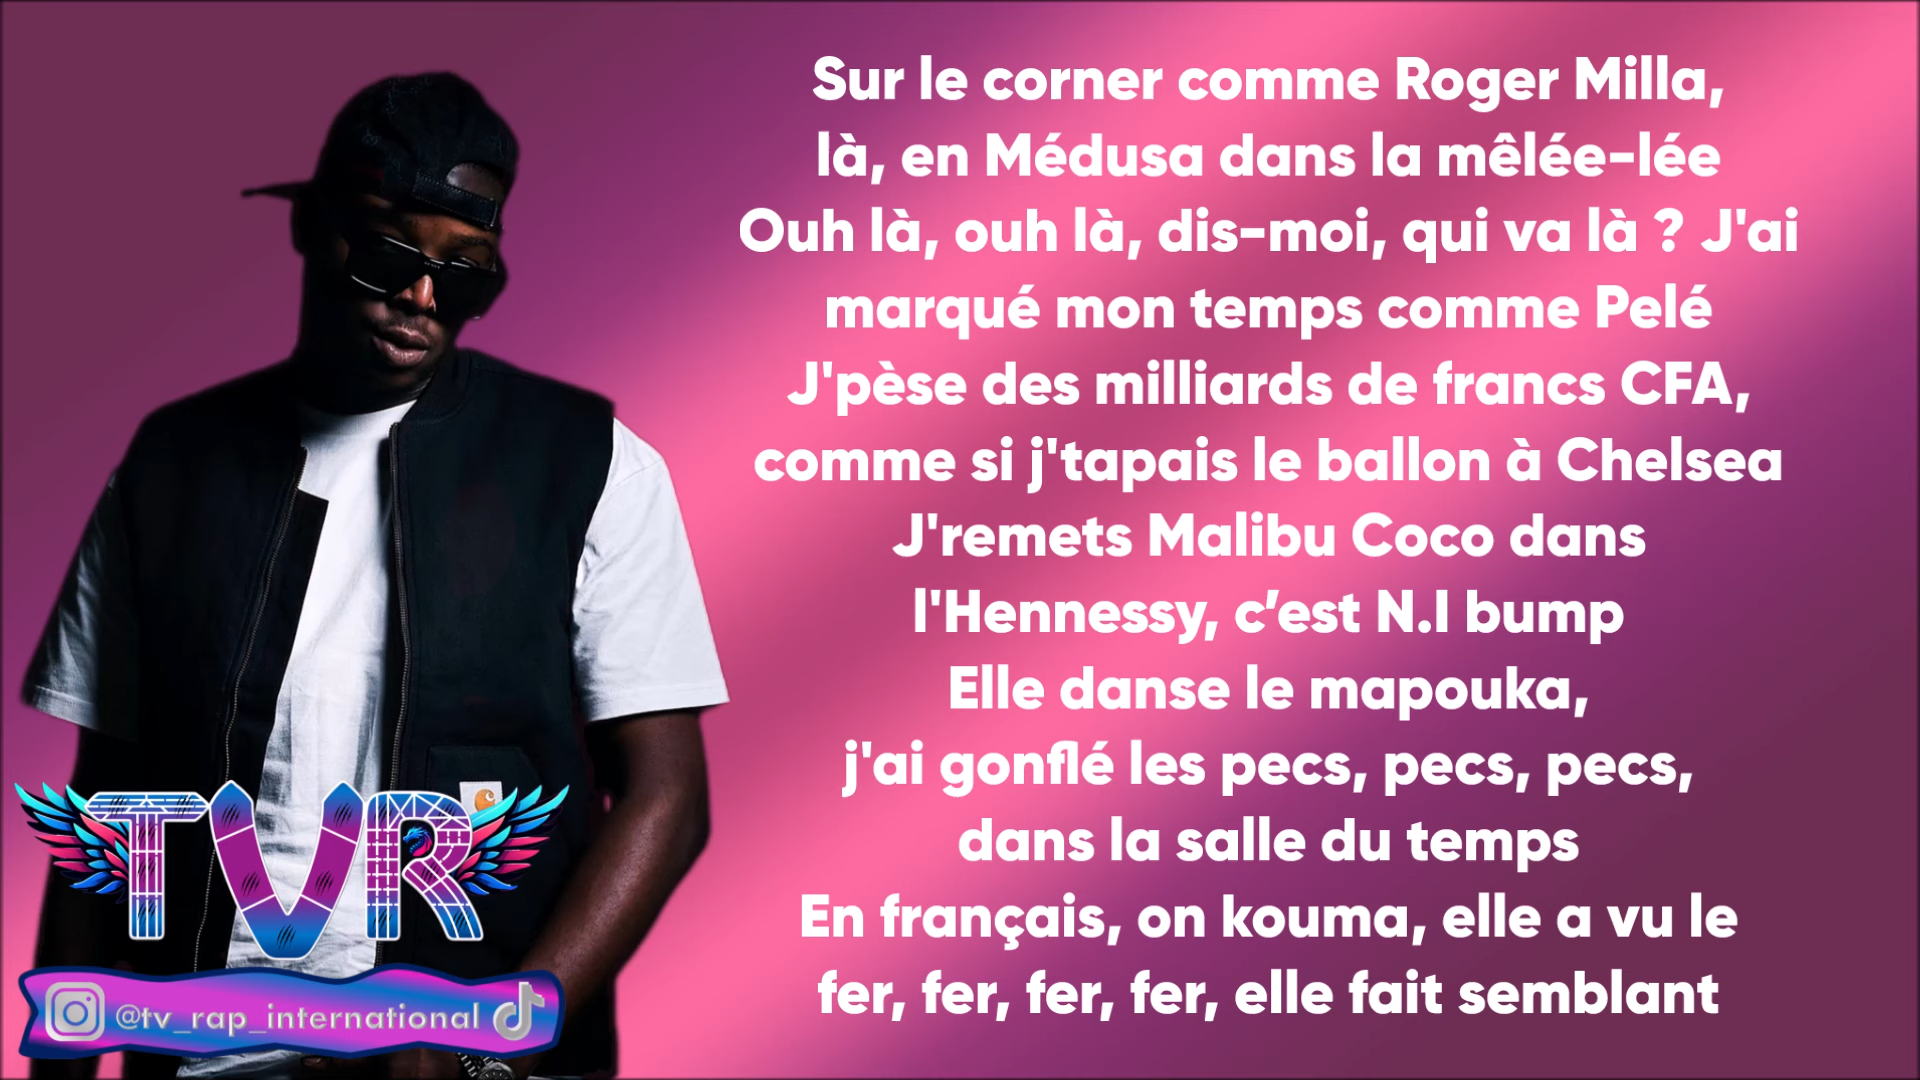 Sur le corner comme Roger Milla,
là, en Médusa dans la mêlée-lée
Ouh là, ouh là, dis-moi, qui va là ? J'ai
marqué mon temps comme Pelé
J'pèse des milliards de francs CFA,
comme si j'tapais le ballon à Chelsea
J'remets Malibu Coco dans
l'Hennessy, c’est N.I bump
Elle danse le mapouka,
j'ai gonflé les pecs, pecs, pecs,
dans la salle du temps
En français, on kouma, elle a vu le
fer, fer, fer, fer, elle fait semblant
TVR
@tv_rap_international